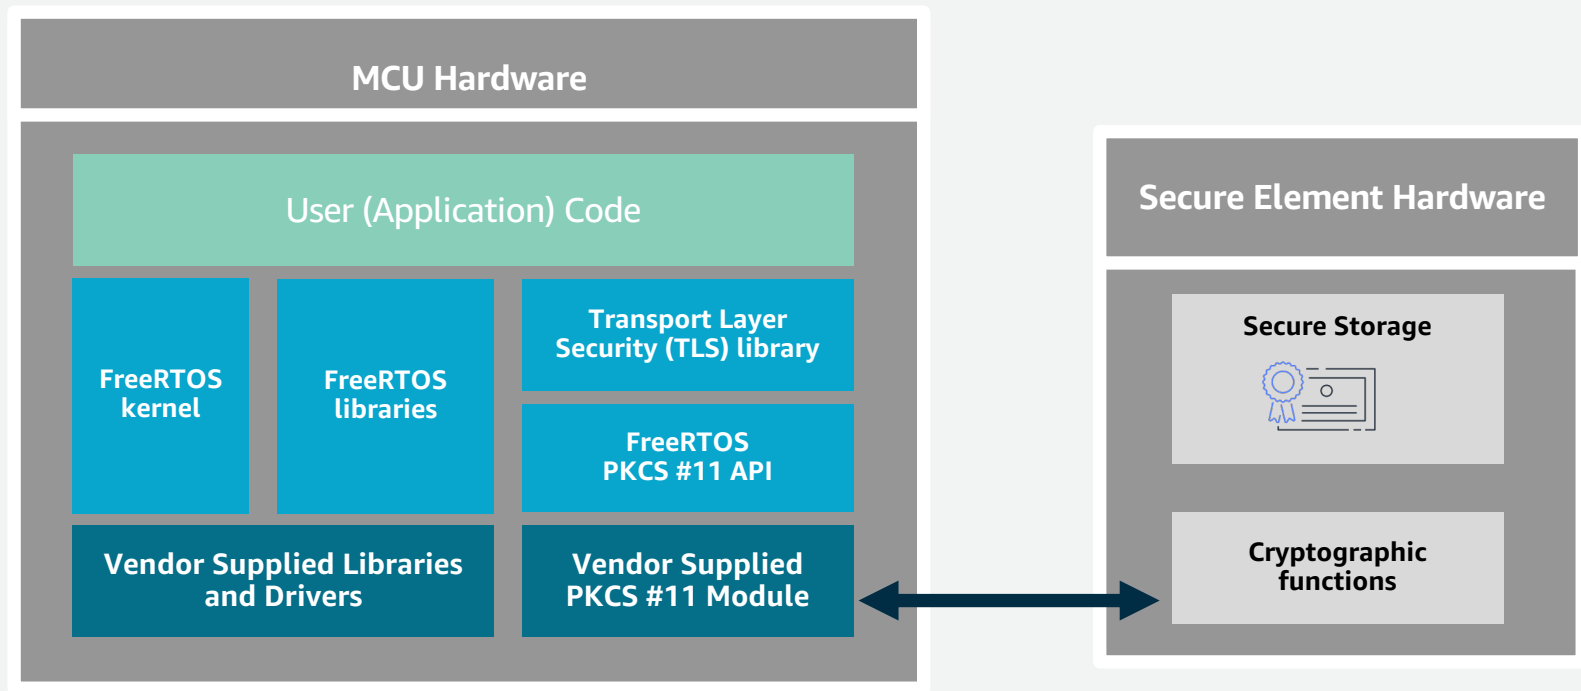 MCU Hardware
User (Application) Code
FreeRTOS
kernel
FreeRTOS
libraries
Transport Layer
Security (TLS) library
FreeRTOS
PKCS #11 API
Vendor Supplied Libraries
and Drivers
Vendor Supplied
PKCS #11 Module
Secure Element Hardware
Secure Storage
Cryptographic
functions